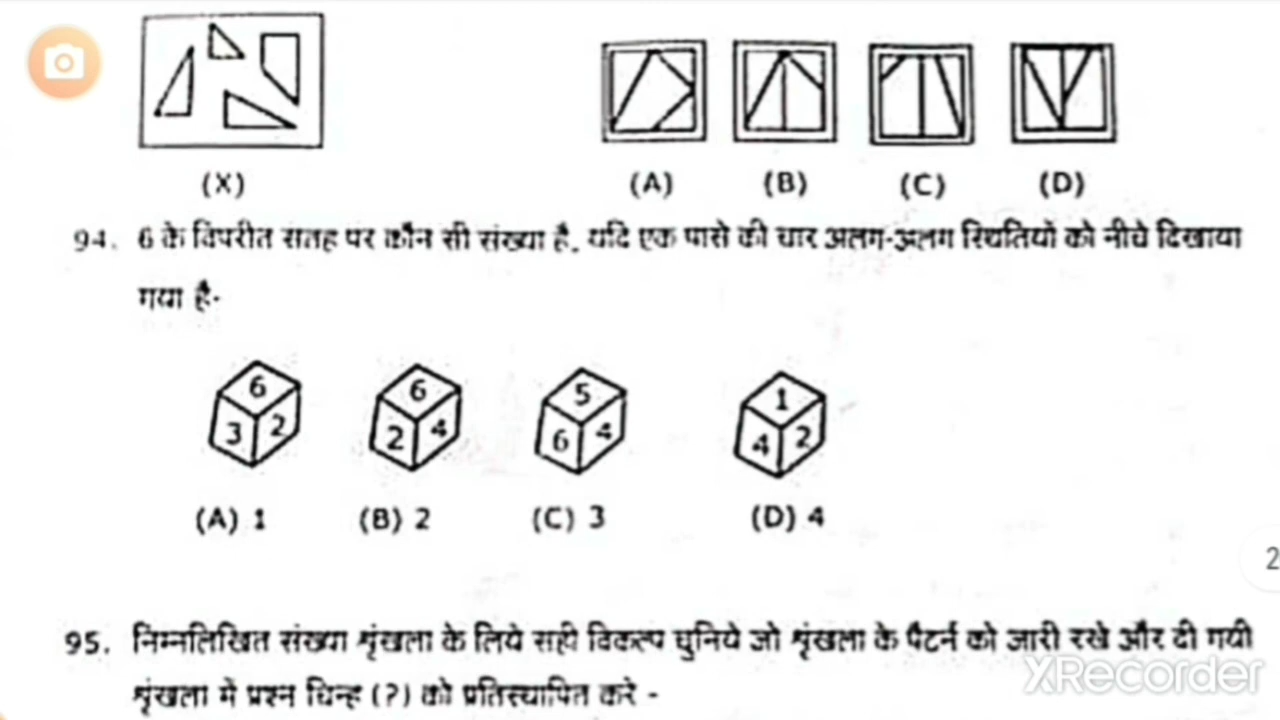 (X)
(A) (B) (C) (D)
94. 6 के विपरीत सतह पर कौन सी संख्या है, यदि एक पासे की चार अलग-अलग स्थितियों को नीचे दिखाया
गया है-
6 6 5 1
3 2 2 4 6 4 4 2
(A) 1 (B) 2 (C) 3 (D) 4
2
95. निम्नलिखित संख्या श्रृंखला के लिये सही विकल्प चुनिये जो श्रृंखला के पैटर्न को जारी रखे और दी गयी
श्रृंखला में प्रश्न चिन्ह (?) को प्रतिस्थापित करे -
XRecorder